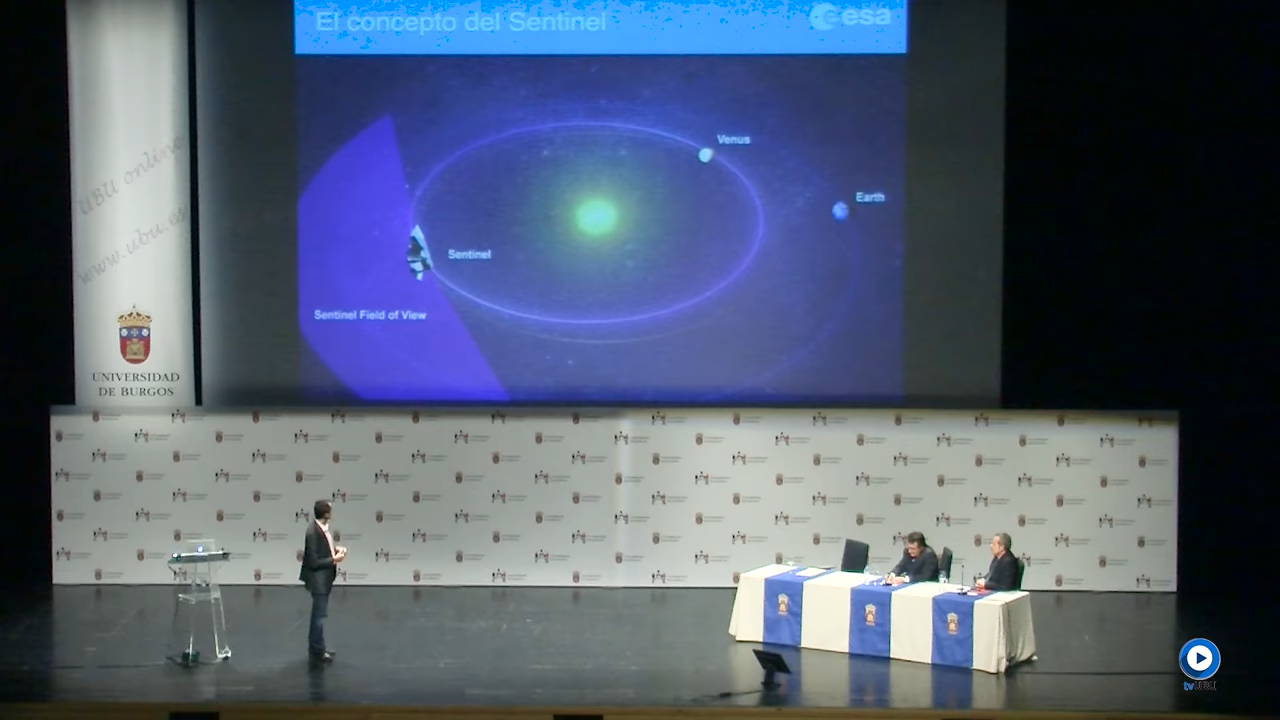 El concepto del Sentinel
esa
Venus
Earth
Sentinel
Sentinel Field of View
UBU online
www.ubu.es
UNIVERSIDAD
DE BURGOS